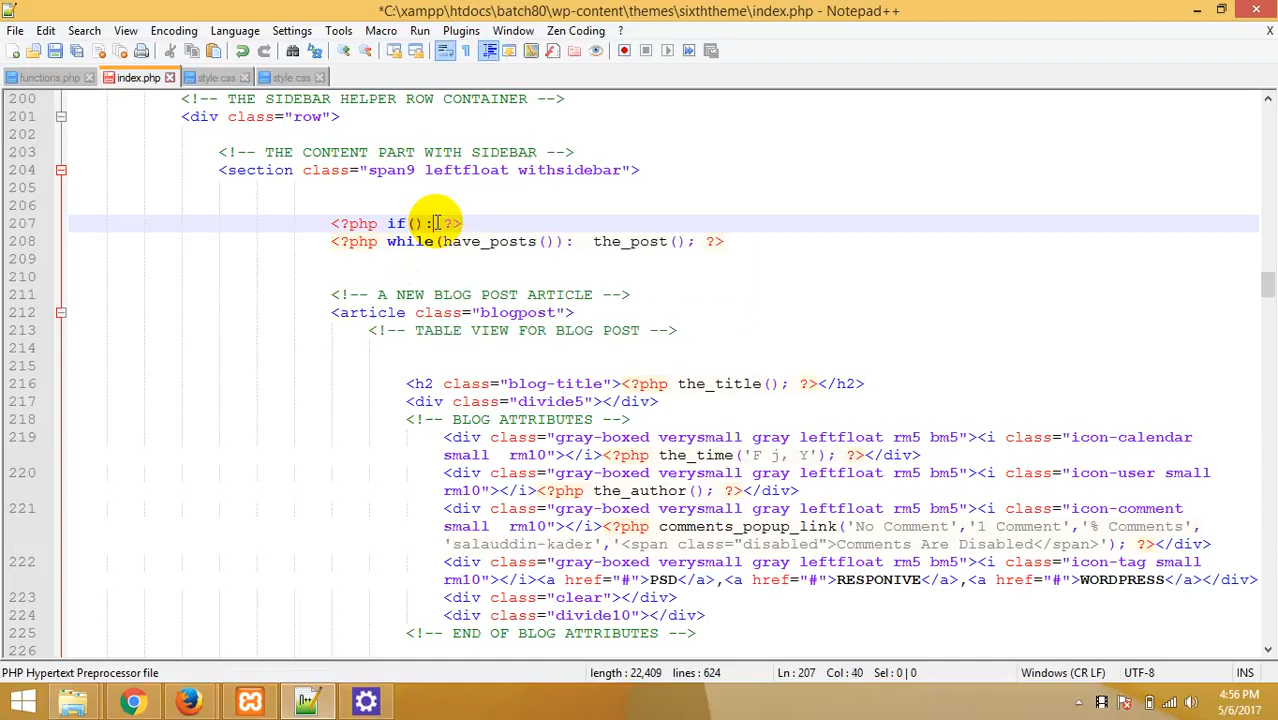 *C:\xampp\htdocs\batch80\wp-content\themes\sixththeme\index.php - Notepad++
File Edit Search View Encoding Language Settings Tools Macro Run Plugins Window Zen Coding ? X
functions.php index.php style.css style.css
200 <!-- THE SIDEBAR HELPER ROW CONTAINER -->
201 <div class="row">
202
203 <!-- THE CONTENT PART WITH SIDEBAR -->
204 <section class="span9 leftfloat withsidebar">
205
206
207 <?php if(): ?>
208 <?php while(have_posts()):  the_post(); ?>
209
210
211 <!-- A NEW BLOG POST ARTICLE -->
212 <article class="blogpost">
213 <!-- TABLE VIEW FOR BLOG POST -->
214
215
216 <h2 class="blog-title"><?php the_title(); ?></h2>
217 <div class="divide5"></div>
218 <!-- BLOG ATTRIBUTES -->
219 <div class="gray-boxed verysmall gray leftfloat rm5 bm5"><i class="icon-calendar
small  rm10"></i><?php the_time('F j, Y'); ?></div>
220 <div class="gray-boxed verysmall gray leftfloat rm5 bm5"><i class="icon-user small
rm10"></i><?php the_author(); ?></div>
221 <div class="gray-boxed verysmall gray leftfloat rm5 bm5"><i class="icon-comment
small  rm10"></i><?php comments_popup_link('No Comment','1 Comment','% Comments',
'salauddin-kader','<span class="disabled">Comments Are Disabled</span>'); ?></div>
222 <div class="gray-boxed verysmall gray leftfloat rm5 bm5"><i class="icon-tag small
rm10"></i><a href="#">PSD</a>,<a href="#">RESPONIVE</a>,<a href="#">WORDPRESS</a></div>
223 <div class="clear"></div>
224 <div class="divide10"></div>
225 <!-- END OF BLOG ATTRIBUTES -->
226
PHP Hypertext Preprocessor file length : 22,409 lines : 624 Ln : 207 Col : 40 Sel : 0 | 0 Windows (CR LF) UTF-8 INS
4:56 PM
5/6/2017